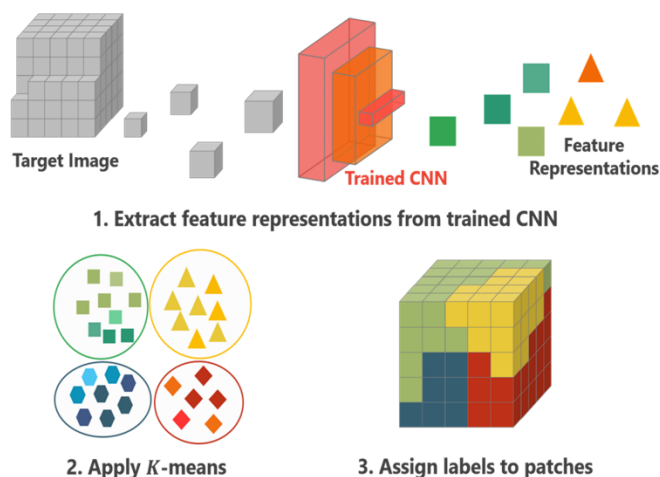 Target Image
Trained CNN
Feature
Representations
1. Extract feature representations from trained CNN
2. Apply K-means
3. Assign labels to patches